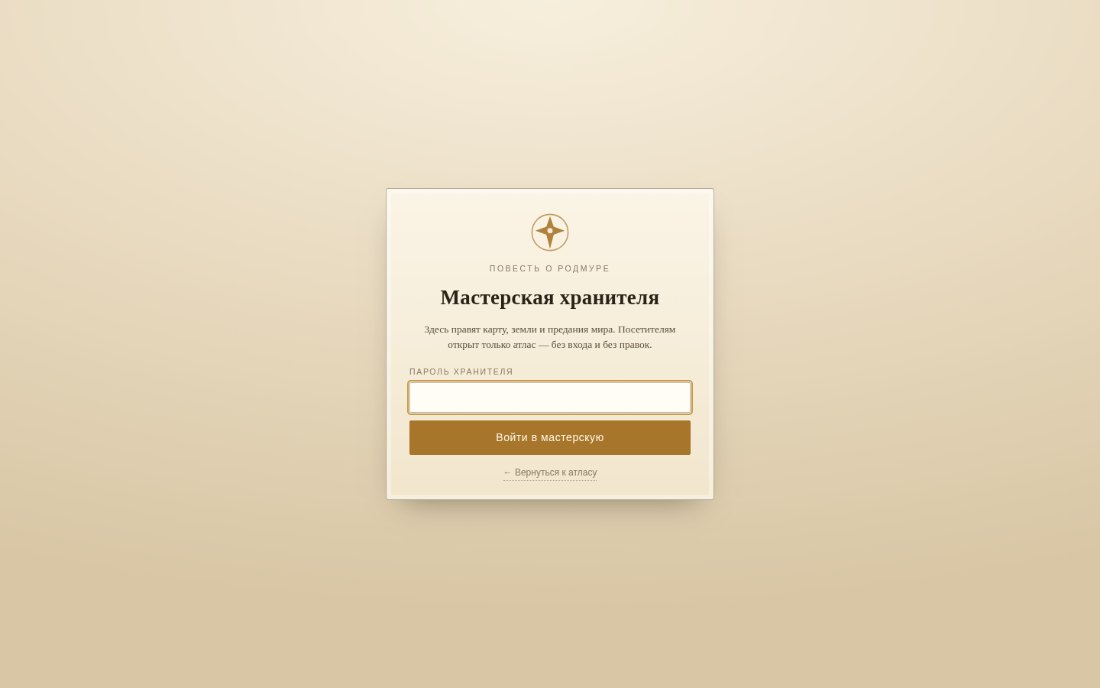 ПОВЕСТЬ О РОДМУРЕ
Мастерская хранителя
Здесь правят карту, земли и предания мира. Посетителям
открыт только атлас — без входа и без правок.
ПАРОЛЬ ХРАНИТЕЛЯ
Войти в мастерскую
← Вернуться к атласу